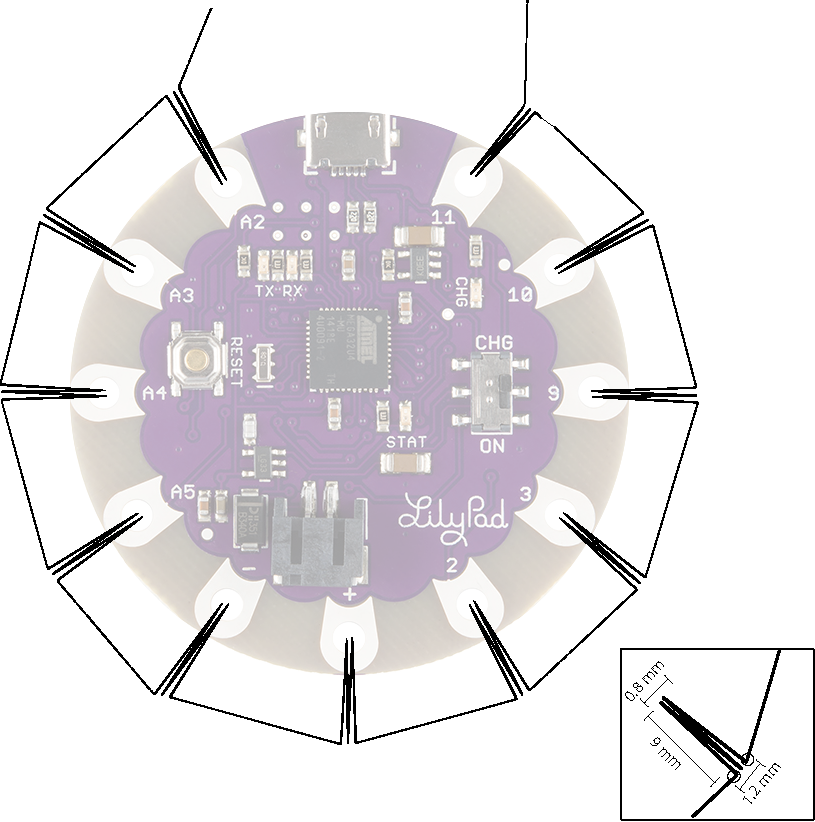 A2
11
A3
TX RX
CHG
10
RESET
ATMEL
CHG
A4
9
STAT
ON
A5
3
LilyPad
-
+
2
0.8 mm
9 mm
1.2 mm